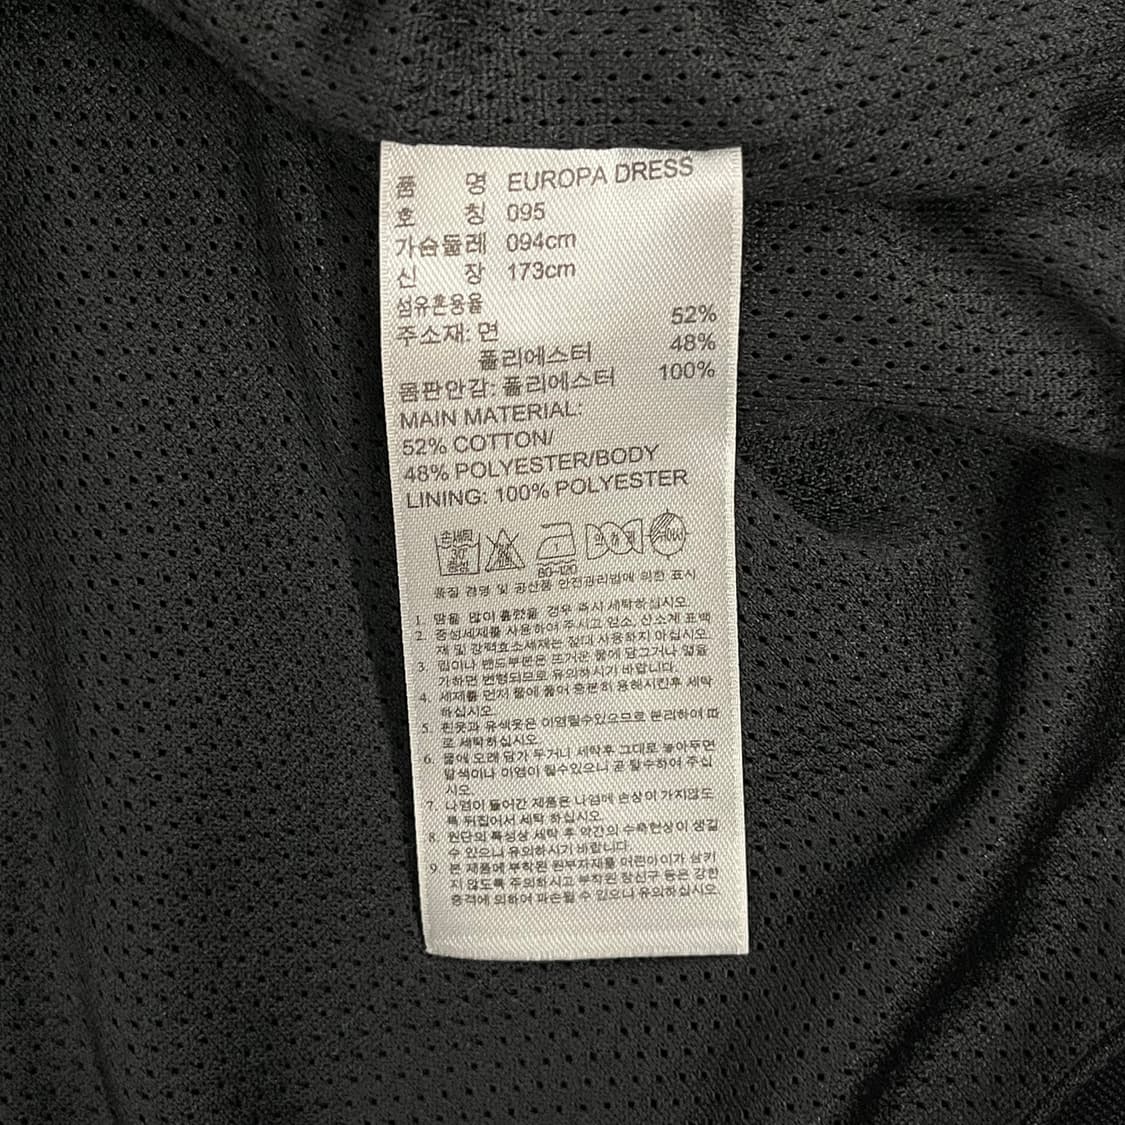 품 명 EUROPA DRESS
호 칭 095
가슴둘레 094cm
신 장 173cm
섬유혼용율
주소재: 면 52%
폴리에스터 48%
몸판안감: 폴리에스터 100%
MAIN MATERIAL:
52% COTTON/
48% POLYESTER/BODY
LINING: 100% POLYESTER
손세탁
30˚
중성
80~120
품질 경영 및 공산품 안전관리법에 의한 표시
1. 땀을 많이 흘렸을 경우 즉시 세탁하십시오.
2. 중성세제를 사용하여 주시고 염소, 산소계 표백
제 및 강력효소세제는 절대 사용하지 마십시오.
3. 힙이나 밴드부분은 뜨거운 물에 담그거나 열을
가하면 변형되므로 유의하시기 바랍니다.
4. 세제를 먼저 물에 풀어 충분히 용해시킨후 세탁
하십시오.
5. 흰옷과 유색옷은 이염될수있으므로 분리하여 따
로 세탁하십시오.
6. 물에 오래 담가 두거나 세탁후 그대로 놓아두면
탈색이나 이염이 될수있으니 곧 탈수하여 주십
시오.
7. 나염이 들어간 제품은 나염에 손상이 가지않도
록 뒤집어서 세탁 하십시오.
8. 원단의 특성상 세탁 후 약간의 수축현상이 생길
수 있으니 유의하시기 바랍니다.
9. 본 제품에 부착된 원부자재를 어린아이가 삼키
지 않도록 주의하시고 부착된 장신구 등은 강한
충격에 의하여 파손될 수 있으니 유의하십시오.